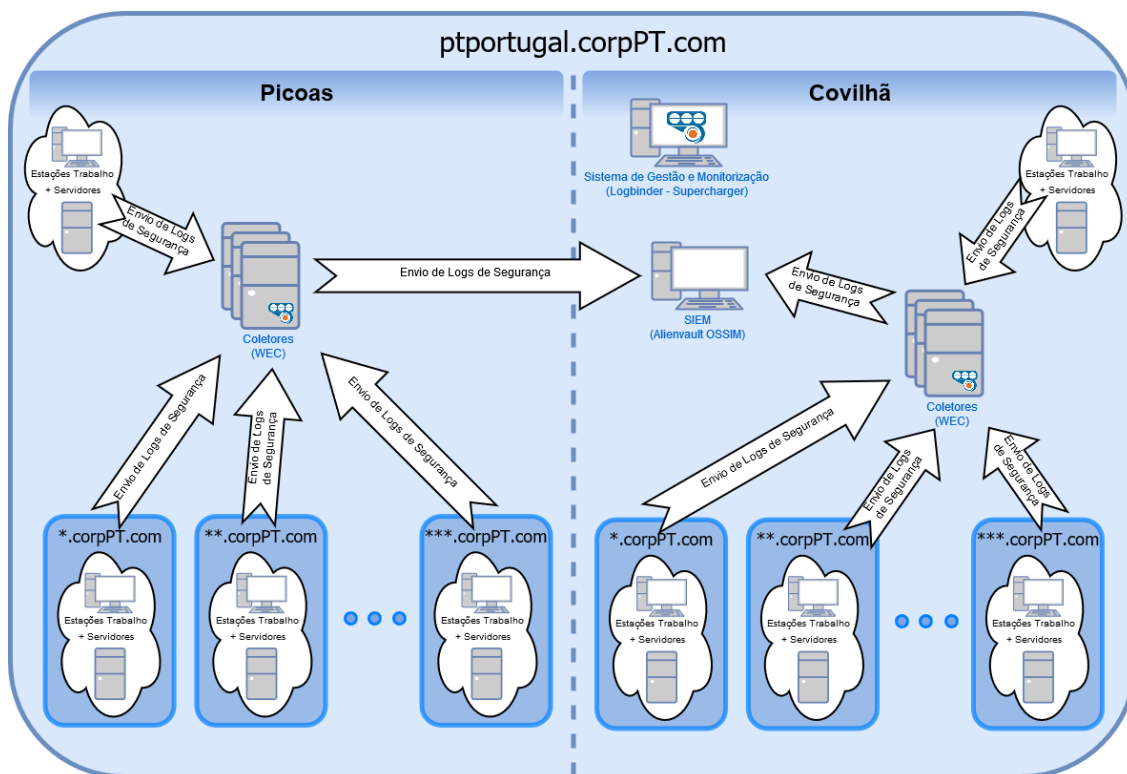 ptportugal.corpPT.com
Picoas
Estações Trabalho
+ Servidores
Envio de Logs
de Segurança
Coletores
(WEC)
Envio de Logs de Segurança
Envio de Logs de Segurança
Envio de Logs
de Segurança
Envio de Logs de Segurança
*.corpPT.com
Estações Trabalho
+ Servidores
**.corpPT.com
Estações Trabalho
+ Servidores
***.corpPT.com
Estações Trabalho
+ Servidores
Covilhã
Sistema de Gestão e Monitorização
(Logbinder - Supercharger)
Estações Trabalho
+ Servidores
Envio de Logs
de Segurança
SIEM
(Alienvault OSSIM)
Envio de Logs
de Segurança
Coletores
(WEC)
Envio de Logs de Segurança
Envio de Logs
de Segurança
Envio de Logs
de Segurança
*.corpPT.com
Estações Trabalho
+ Servidores
**.corpPT.com
Estações Trabalho
+ Servidores
***.corpPT.com
Estações Trabalho
+ Servidores